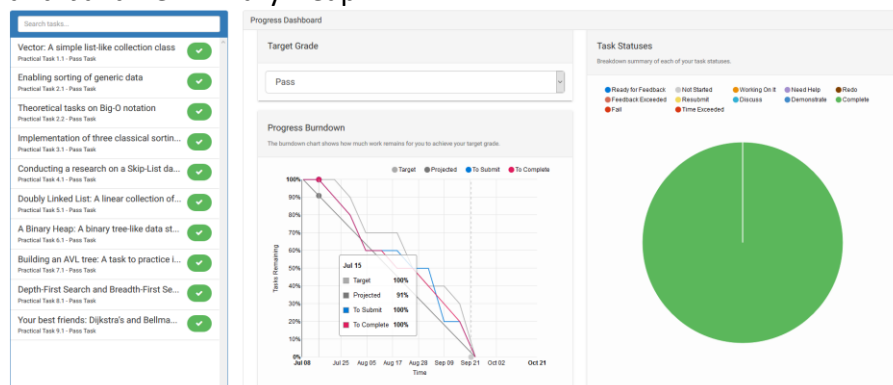 Search tasks...
Vector: A simple list-like collection class
Practical Task 1.1 - Pass Task
Enabling sorting of generic data
Practical Task 2.1 - Pass Task
Theoretical tasks on Big-O notation
Practical Task 2.2 - Pass Task
Implementation of three classical sortin...
Practical Task 3.1 - Pass Task
Conducting a research on a Skip-List da...
Practical Task 4.1 - Pass Task
Doubly Linked List: A linear collection of...
Practical Task 5.1 - Pass Task
A Binary Heap: A binary tree-like data st...
Practical Task 6.1 - Pass Task
Building an AVL tree: A task to practice i...
Practical Task 7.1 - Pass Task
Depth-First Search and Breadth-First Se...
Practical Task 8.1 - Pass Task
Your best friends: Dijkstra's and Bellma...
Practical Task 9.1 - Pass Task
Progress Dashboard
Target Grade
Pass
Progress Burndown
The burndown chart shows how much work remains for you to achieve your target grade.
Target Projected To Submit To Complete
Tasks Remaining
100%
90%
80%
70%
60%
50%
40%
30%
20%
10%
0%
Jul 15
Target 100%
Projected 91%
To Submit 100%
To Complete 100%
Jul 08 Jul 25 Aug 05 Aug 17 Aug 28 Sep 09 Sep 21 Oct 02 Oct 21
Time
Task Statuses
Breakdown summary of each of your task statuses.
Ready for Feedback Not Started Working On It Need Help Redo
Feedback Exceeded Resubmit Discuss Demonstrate Complete
Fail Time Exceeded